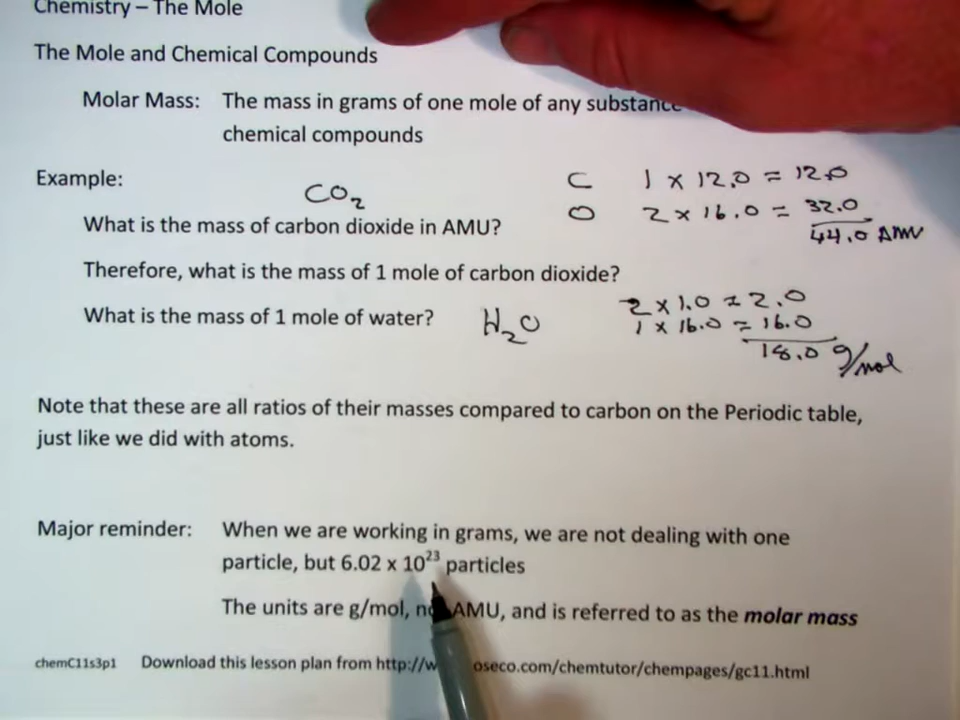 Chemistry – The Mole
The Mole and Chemical Compounds
Molar Mass: The mass in grams of one mole of any substance
chemical compounds
Example:
CO₂
C 1 x 12.0 = 12.0
O 2 x 16.0 = 32.0
What is the mass of carbon dioxide in AMU?
44.0 AMU
Therefore, what is the mass of 1 mole of carbon dioxide?
2 x 1.0 = 2.0
What is the mass of 1 mole of water? H₂O
1 x 16.0 = 16.0
18.0 g/mol
Note that these are all ratios of their masses compared to carbon on the Periodic table,
just like we did with atoms.
Major reminder: When we are working in grams, we are not dealing with one
particle, but 6.02 x 10²³ particles
The units are g/mol, AMU, and is referred to as the molar mass
chemC11s3p1 Download this lesson plan from http://w oseco.com/chemtutor/chempages/gc11.html